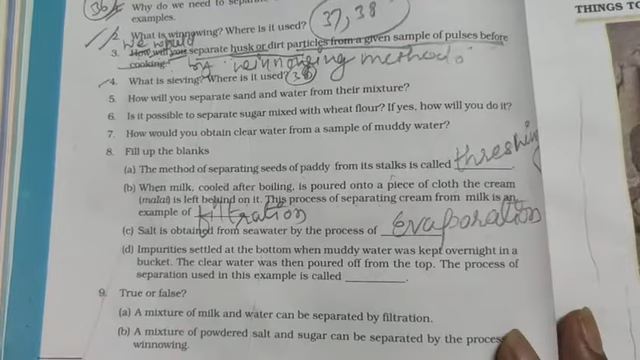 36
Why do we need to separate
THINGS TO
examples.
37, 38
2. What is winnowing? Where is it used?
we would
3. How will you separate husk or dirt particles from a given sample of pulses before
cooking? winnowing method.
4. What is sieving? Where is it used?
5. How will you separate sand and water from their mixture?
6. Is it possible to separate sugar mixed with wheat flour? If yes, how will you do it?
7. How would you obtain clear water from a sample of muddy water?
8. Fill up the blanks
(a) The method of separating seeds of paddy from its stalks is called threshing
(b) When milk, cooled after boiling, is poured onto a piece of cloth the cream
(malai) is left behind on it. This process of separating cream from milk is an
example of filtration
(c) Salt is obtained from seawater by the process of evaporation
(d) Impurities settled at the bottom when muddy water was kept overnight in a
bucket. The clear water was then poured off from the top. The process of
separation used in this example is called
9. True or false?
(a) A mixture of milk and water can be separated by filtration.
(b) A mixture of powdered salt and sugar can be separated by the process
winnowing.